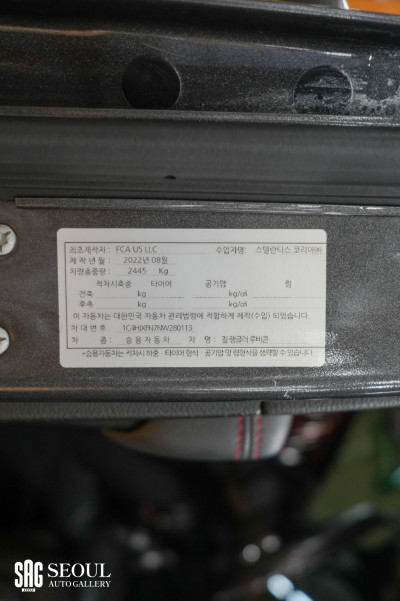 최초제작자 : FCA US LLC 수입자명: 스텔란티스 코리아㈜
제 작 년 월 : 2022년 08월
차량총중량 : 2445 Kg
적차시축중 타이어 공기압 림
전축 kg kg/㎠
후축 kg kg/㎠
이 자동차는 대한민국 자동차 관리법령에 적합하게 제작(수입) 되었습니다.
차 대 번 호 : 1C4HJXFN7NW280113
차 종 : 승 용 자 동 차 차 명 : 짚 랭글러 루비콘
*승용자동차는 적차시 하중 · 타이어 형식 · 공기압 및 림형식을 생략할 수 있습니다.
SAG SEOUL
AUTO GALLERY